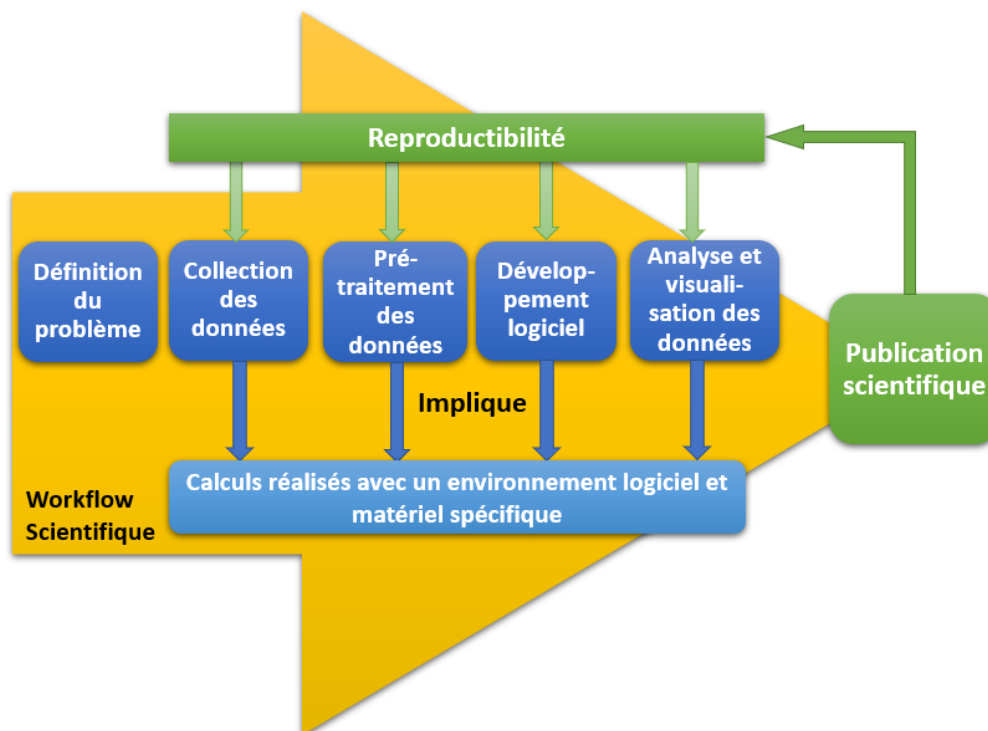 Reproductibilité
Définition
du
problème
Collection
des
données
Pré-
traitement
des
données
Dévelop-
pement
logiciel
Analyse et
visuali-
sation des
données
Publication
scientifique
Implique
Calculs réalisés avec un environnement logiciel et
matériel spécifique
Workflow
Scientifique